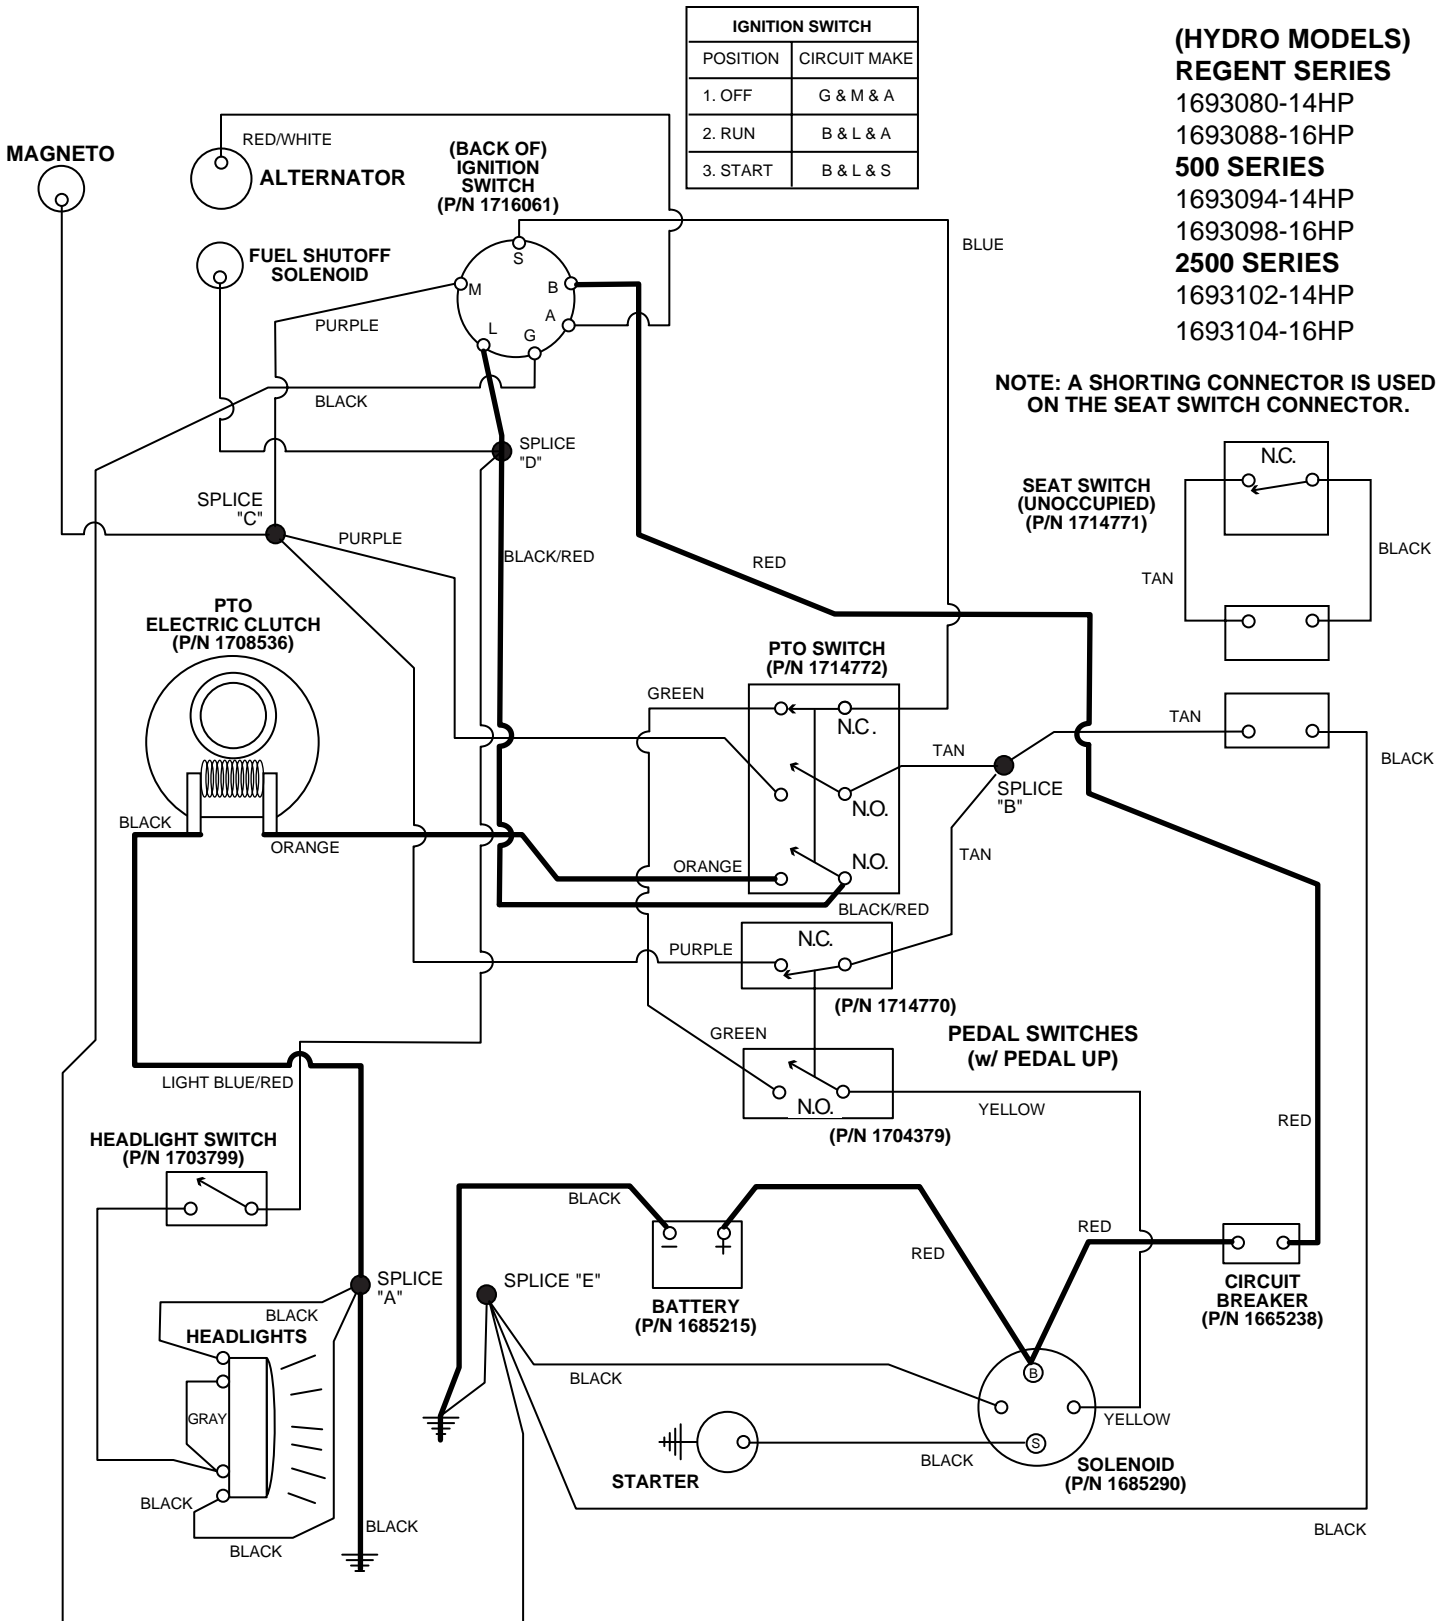 IGNITION SWITCH
POSITION CIRCUIT MAKE
1. OFF G & M & A
2. RUN B & L & A
3. START B & L & S
(HYDRO MODELS)
REGENT SERIES
1693080-14HP
1693088-16HP
500 SERIES
1693094-14HP
1693098-16HP
2500 SERIES
1693102-14HP
1693104-16HP
NOTE: A SHORTING CONNECTOR IS USED
ON THE SEAT SWITCH CONNECTOR.
MAGNETO
RED/WHITE
ALTERNATOR
(BACK OF)
IGNITION
SWITCH
(P/N 1716061)
FUEL SHUTOFF
SOLENOID
S
M
B
A
L
G
BLUE
PURPLE
BLACK
SPLICE
"D"
SPLICE
"C"
PURPLE
BLACK/RED
RED
N.C.
SEAT SWITCH
(UNOCCUPIED)
(P/N 1714771)
BLACK
TAN
PTO
ELECTRIC CLUTCH
(P/N 1708536)
PTO SWITCH
(P/N 1714772)
GREEN
N.C.
TAN
N.O.
SPLICE
"B"
TAN
BLACK
BLACK
ORANGE
ORANGE
N.O.
TAN
BLACK/RED
PURPLE
N.C.
(P/N 1714770)
GREEN
PEDAL SWITCHES
(w/ PEDAL UP)
N.O.
YELLOW
(P/N 1704379)
RED
LIGHT BLUE/RED
HEADLIGHT SWITCH
(P/N 1703799)
BLACK
–
+
BATTERY
(P/N 1685215)
RED
RED
CIRCUIT
BREAKER
(P/N 1665238)
SPLICE
"A"
SPLICE "E"
BLACK
HEADLIGHTS
GRAY
BLACK
BLACK
BLACK
BLACK
STARTER
BLACK
B
S
YELLOW
SOLENOID
(P/N 1685290)
BLACK